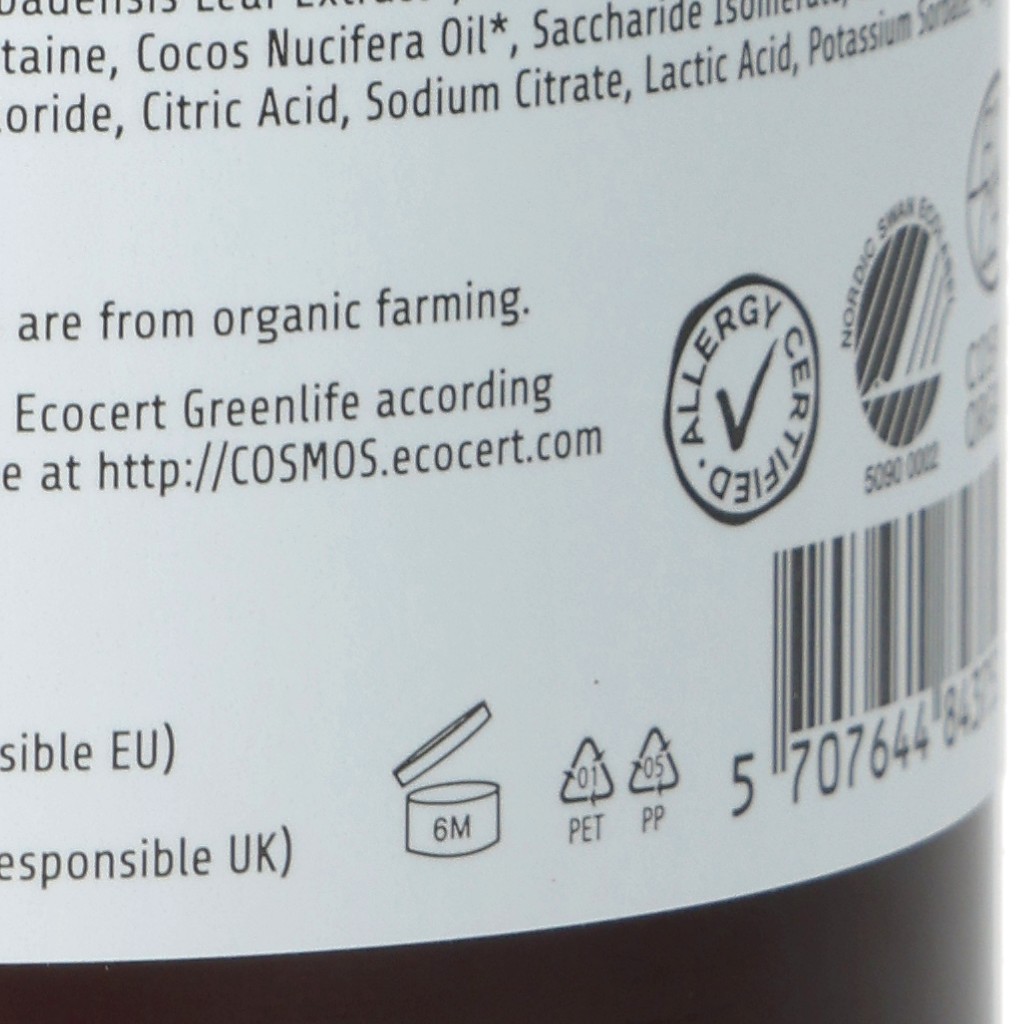 Leaf
taine, Cocos Nucifera Oil*, Saccharide Isomerate,
oride, Citric Acid, Sodium Citrate, Lactic Acid, Potassium Sorbate,
are from organic farming.
Ecocert Greenlife according
e at http://COSMOS.ecocert.com
ALLERGY CERTIFIED
NORDIC SWAN ECOLABEL
5090 0002
sible EU)
esponsible UK)
6M
01
PET
05
PP
5 707644